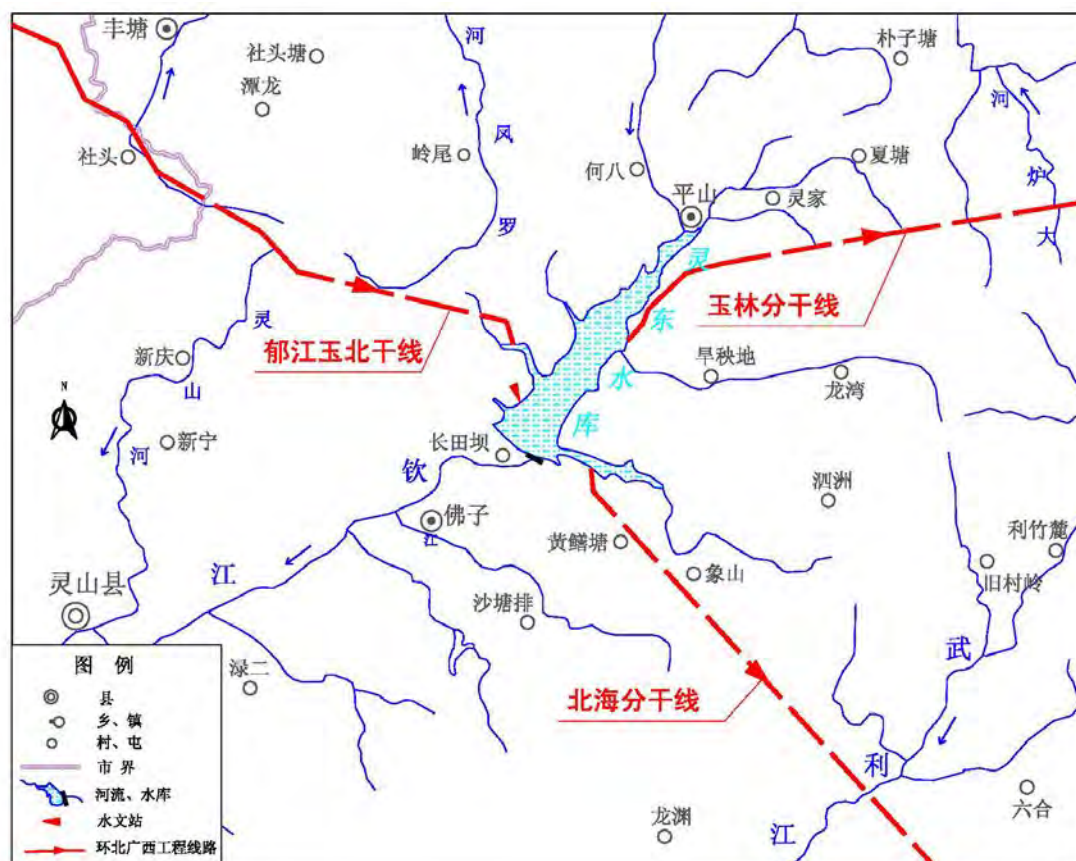 丰塘
社头塘
潭龙
社头
岭尾
河
凤
罗
何八
平山
灵家
夏塘
朴子塘
河
炉
大
灵
东
水
库
玉林分干线
郁江玉北干线
灵
山
河
新庆
新宁
N
旱秧地
龙湾
长田坝
钦
江
佛子
江
泗洲
利竹麓
旧村岭
黄鳝塘
象山
沙塘排
灵山县
渌二
北海分干线
武
利
江
龙渊
六合
图 例
县
乡、镇
村、屯
市 界
河流、水库
水文站
环北广西工程线路